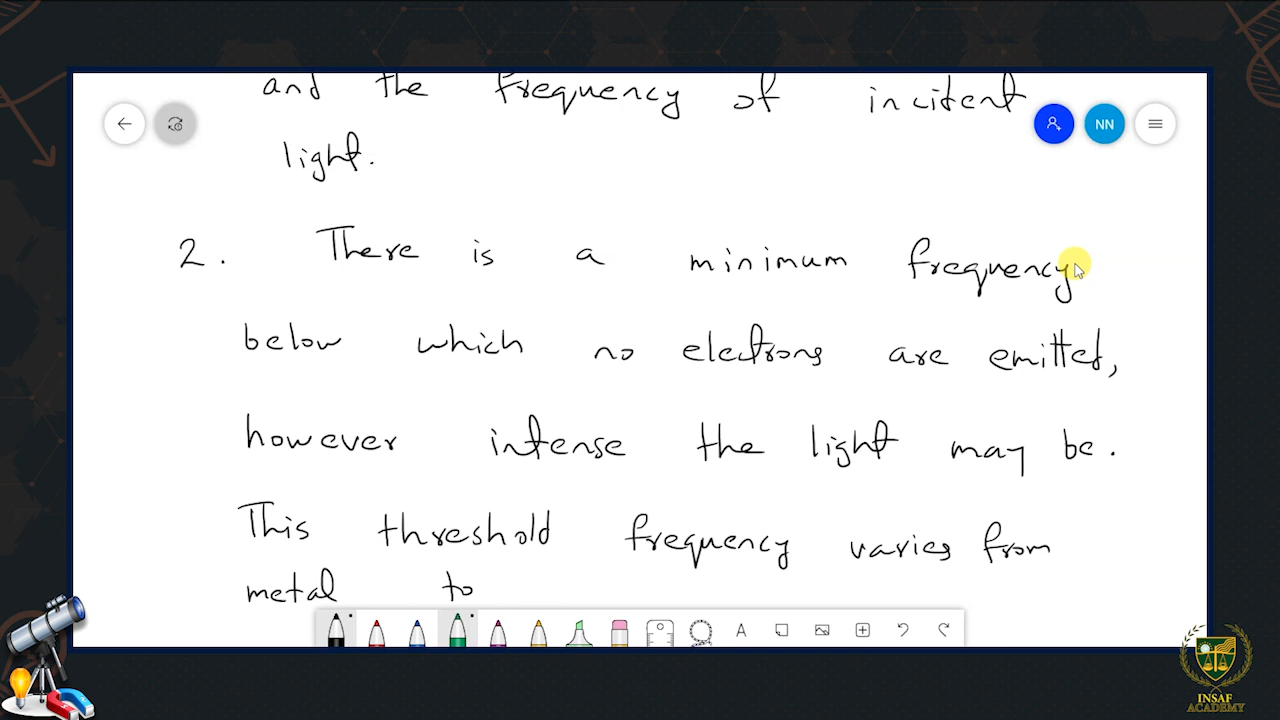 and the frequency of incident
light.
NN
2. There is a minimum frequency
below which no electrons are emitted,
however intense the light may be.
This threshold frequency varies from
metal to
A
INSAF
ACADEMY